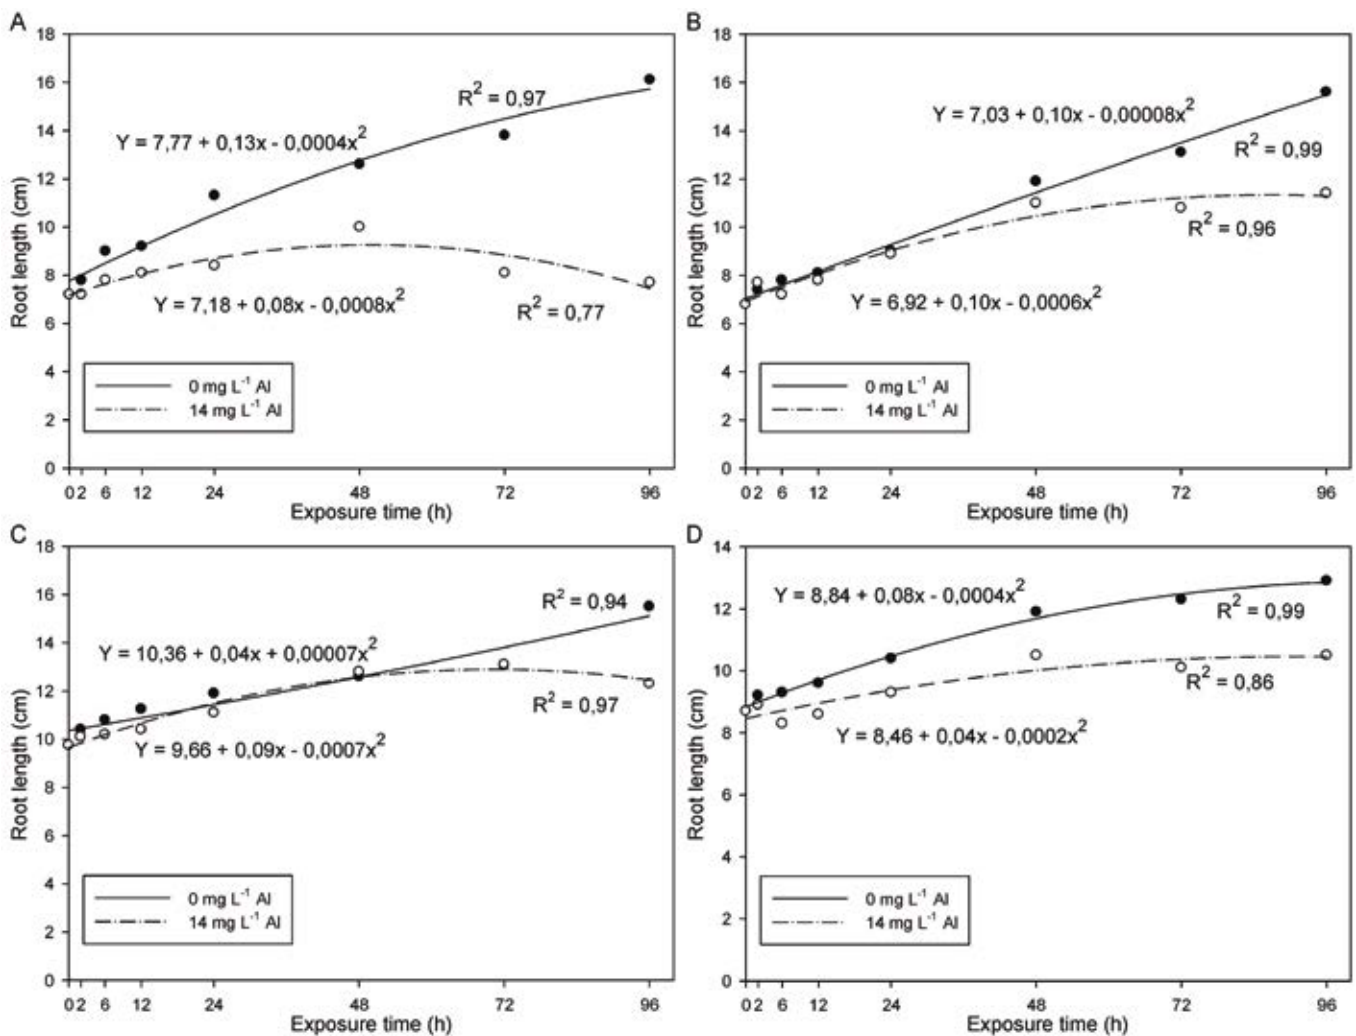 A
18
16
14
12
10
8
6
4
2
0
Root length (cm)
R² = 0,97
Y = 7,77 + 0,13x - 0,0004x²
Y = 7,18 + 0,08x - 0,0008x²
R² = 0,77
0 mg L⁻¹ Al
14 mg L⁻¹ Al
0 2 6 12 24 48 72 96
Exposure time (h)
B
18
16
14
12
10
8
6
4
2
0
Root length (cm)
Y = 7,03 + 0,10x - 0,00008x²
R² = 0,99
R² = 0,96
Y = 6,92 + 0,10x - 0,0006x²
0 mg L⁻¹ Al
14 mg L⁻¹ Al
0 2 6 12 24 48 72 96
Exposure time (h)
C
18
16
14
12
10
8
6
4
2
0
Root length (cm)
R² = 0,94
Y = 10,36 + 0,04x + 0,00007x²
R² = 0,97
Y = 9,66 + 0,09x - 0,0007x²
0 mg L⁻¹ Al
14 mg L⁻¹ Al
0 2 6 12 24 48 72 96
Exposure time (h)
D
14
12
10
8
6
4
2
0
Root length (cm)
Y = 8,84 + 0,08x - 0,0004x²
R² = 0,99
R² = 0,86
Y = 8,46 + 0,04x - 0,0002x²
0 mg L⁻¹ Al
14 mg L⁻¹ Al
0 2 6 12 24 48 72 96
Exposure time (h)